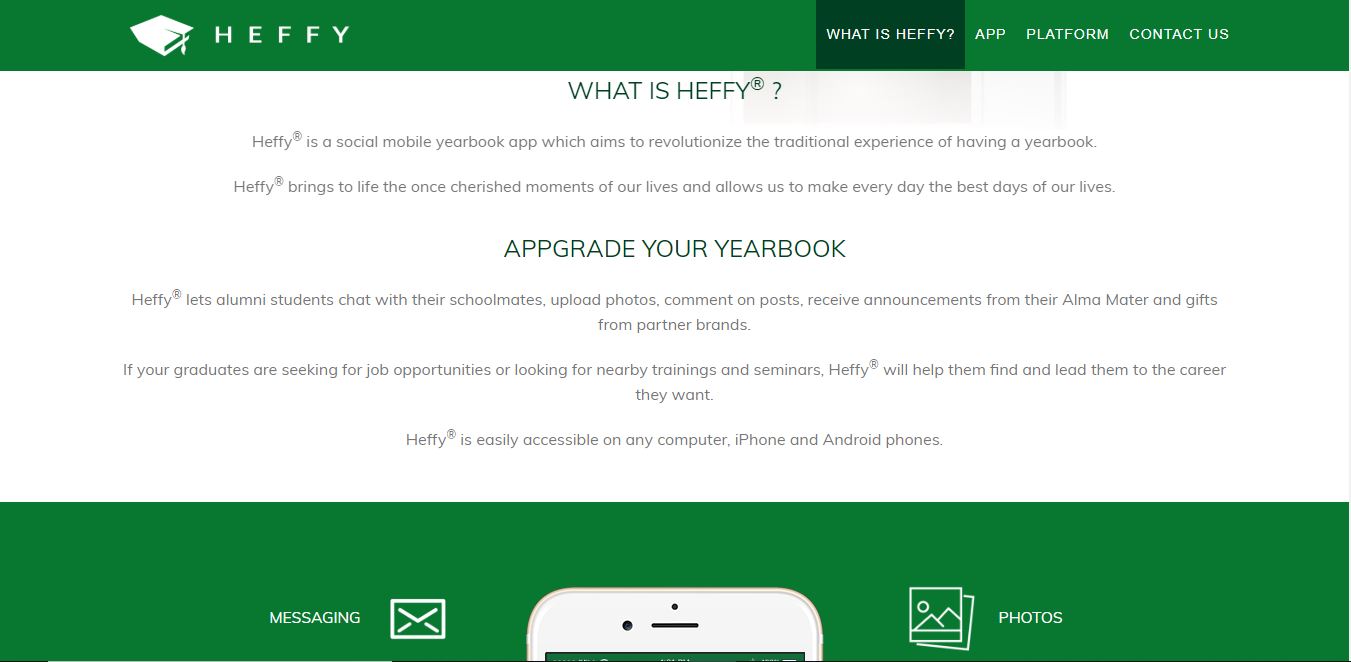 HEFFY
WHAT IS HEFFY?
APP
PLATFORM
CONTACT US
WHAT IS HEFFY® ?
Heffy® is a social mobile yearbook app which aims to revolutionize the traditional experience of having a yearbook.
Heffy® brings to life the once cherished moments of our lives and allows us to make every day the best days of our lives.
APPGRADE YOUR YEARBOOK
Heffy® lets alumni students chat with their schoolmates, upload photos, comment on posts, receive announcements from their Alma Mater and gifts
from partner brands.
If your graduates are seeking for job opportunities or looking for nearby trainings and seminars, Heffy® will help them find and lead them to the career
they want.
Heffy® is easily accessible on any computer, iPhone and Android phones.
MESSAGING
PHOTOS